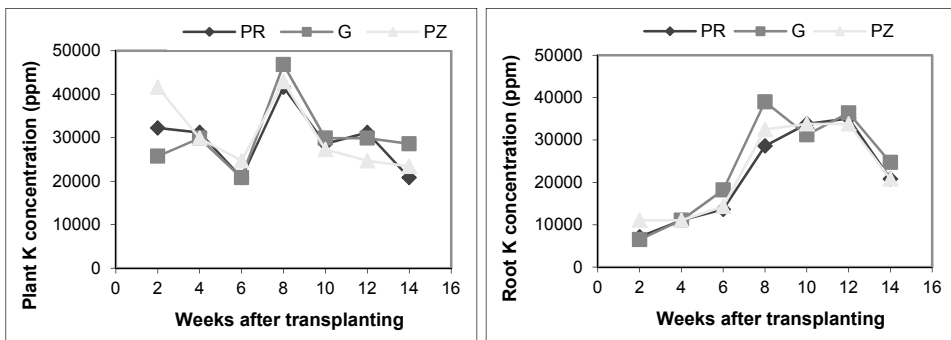 PR G PZ
Plant K concentration (ppm)
50000
40000
30000
20000
10000
0
0 2 4 6 8 10 12 14 16
Weeks after transplanting
PR G PZ
Root K concentration (ppm)
50000
40000
30000
20000
10000
0
0 2 4 6 8 10 12 14 16
Weeks after transplanting